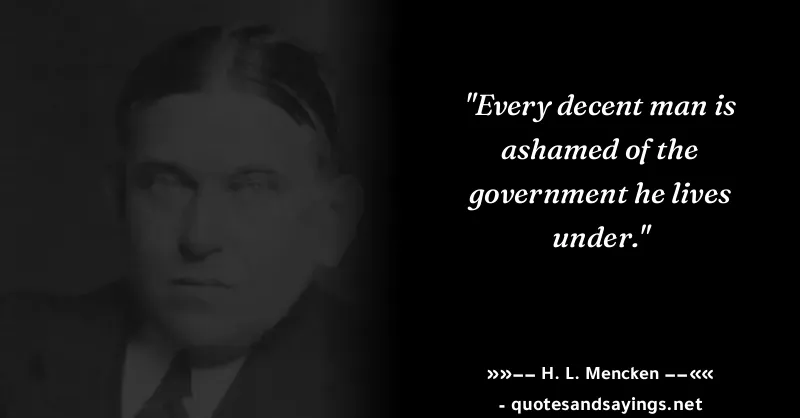 "Every decent man is
ashamed of the
government he lives
under."
»»−− H. L. Mencken −−««
- quotesandsayings.net